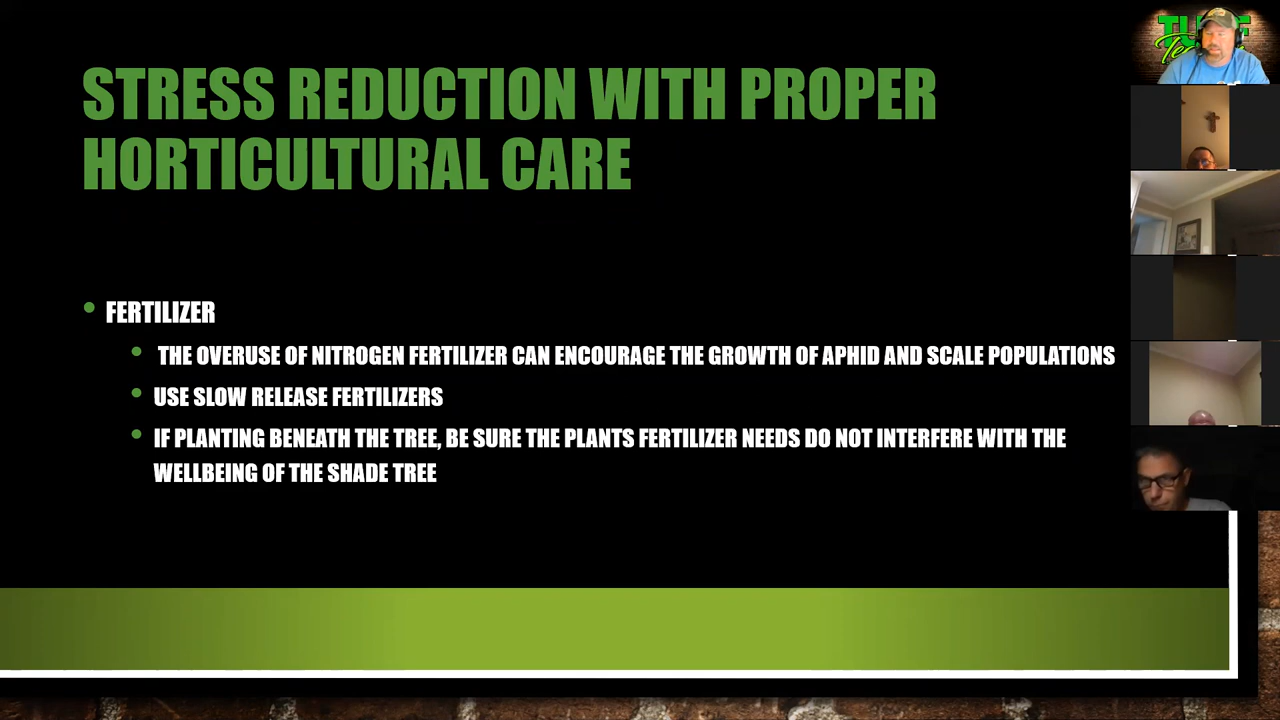 STRESS REDUCTION WITH PROPER
HORTICULTURAL CARE
FERTILIZER
THE OVERUSE OF NITROGEN FERTILIZER CAN ENCOURAGE THE GROWTH OF APHID AND SCALE POPULATIONS
USE SLOW RELEASE FERTILIZERS
IF PLANTING BENEATH THE TREE, BE SURE THE PLANTS FERTILIZER NEEDS DO NOT INTERFERE WITH THE
WELLBEING OF THE SHADE TREE